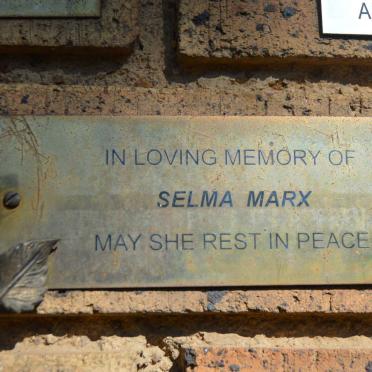 A
IN LOVING MEMORY OF
SELMA MARX
MAY SHE REST IN PEACE